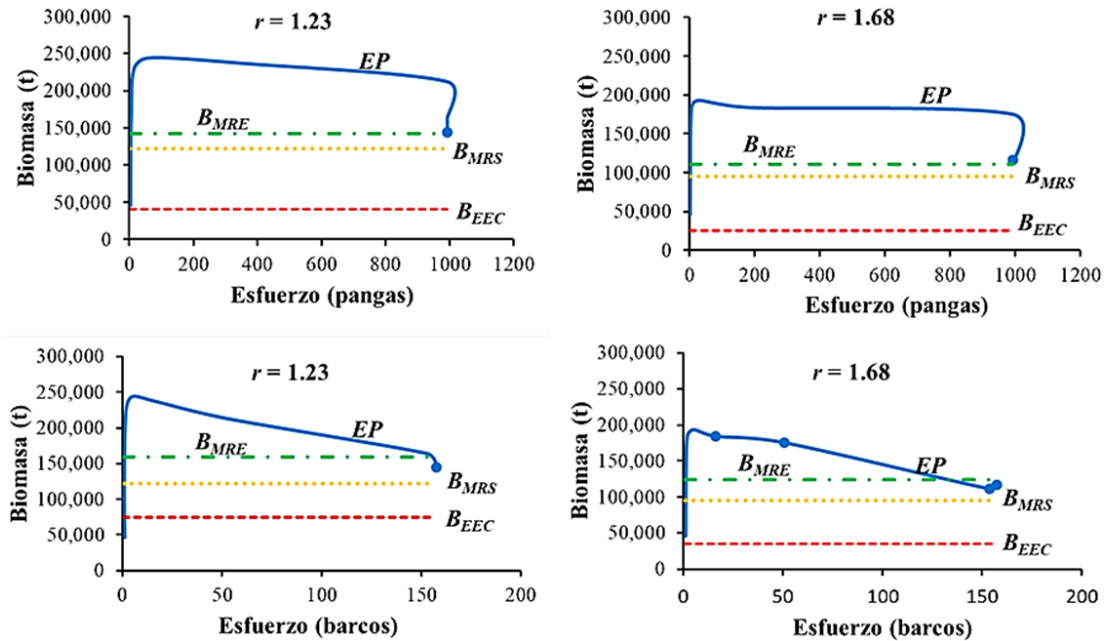 r = 1.23
300,000
250,000
200,000
150,000
100,000
50,000
0
Biomasa (t)
EP
BMRE
BMRS
BEEC
0 200 400 600 800 1000 1200
Esfuerzo (pangas)
r = 1.68
300,000
250,000
200,000
150,000
100,000
50,000
0
Biomasa (t)
EP
BMRE
BMRS
BEEC
0 200 400 600 800 1000 1200
Esfuerzo (pangas)
r = 1.23
300,000
250,000
200,000
150,000
100,000
50,000
0
Biomasa (t)
EP
BMRE
BMRS
BEEC
0 50 100 150 200
Esfuerzo (barcos)
r = 1.68
300,000
250,000
200,000
150,000
100,000
50,000
0
Biomasa (t)
EP
BMRE
BMRS
BEEC
0 50 100 150 200
Esfuerzo (barcos)